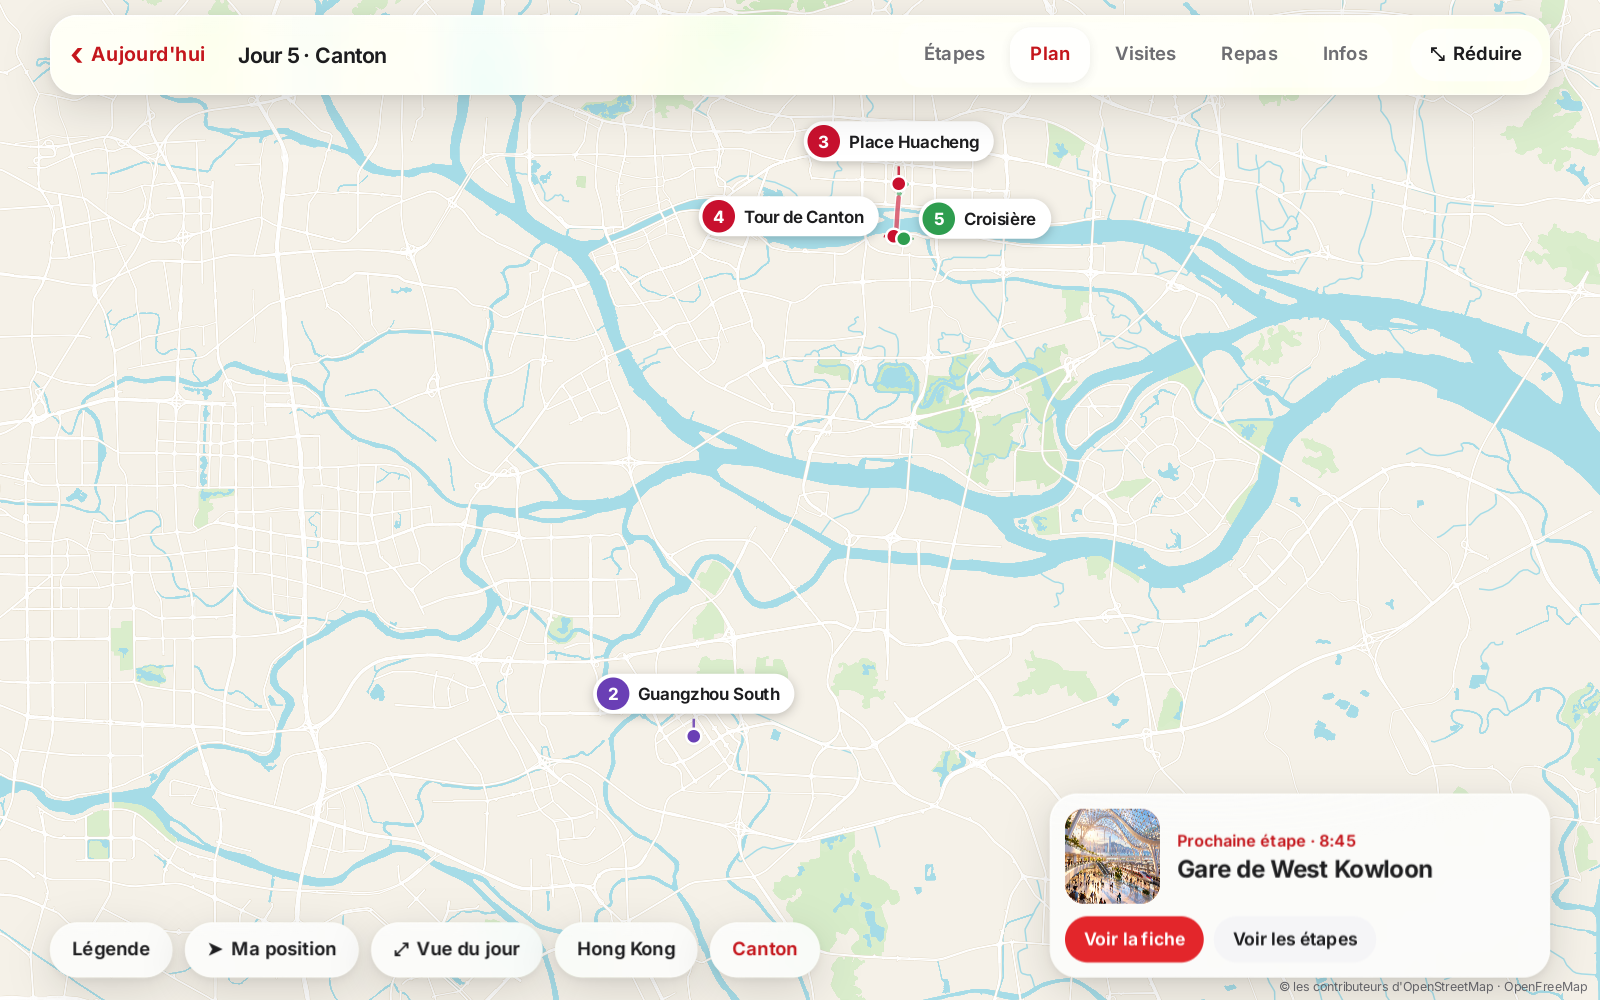 Aujourd'hui
Jour 5 · Canton
Étapes
Plan
Visites
Repas
Infos
Réduire
3 Place Huacheng
4 Tour de Canton
5 Croisière
2 Guangzhou South
Prochaine étape · 8:45
Gare de West Kowloon
Voir la fiche
Voir les étapes
Légende
Ma position
Vue du jour
Hong Kong
Canton
© les contributeurs d'OpenStreetMap · OpenFreeMap